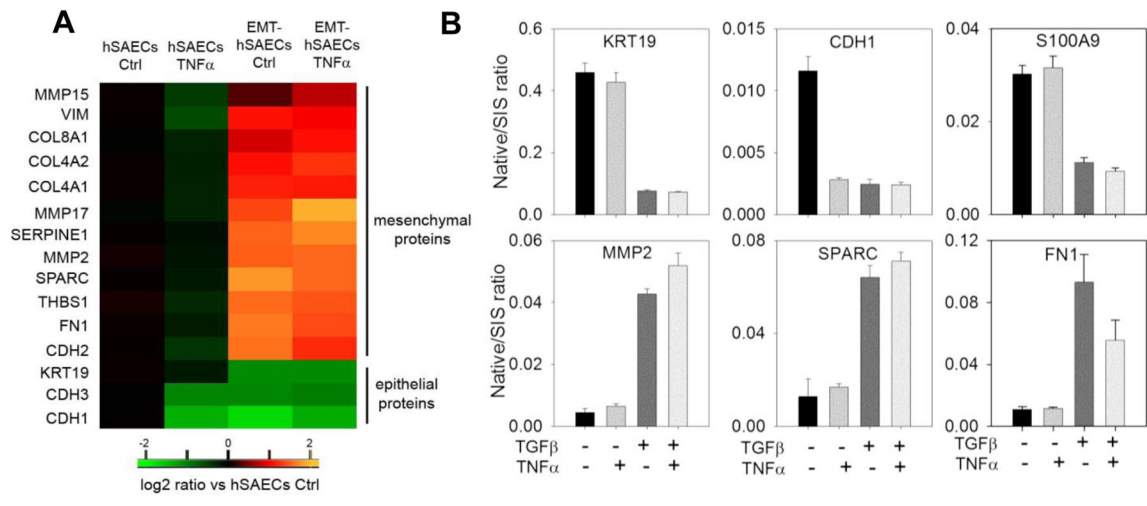 A
hSAECs
Ctrl
hSAECs
TNFα
EMT-
hSAECs
Ctrl
EMT-
hSAECs
TNFα
MMP15
VIM
COL8A1
COL4A2
COL4A1
MMP17
SERPINE1
MMP2
SPARC
THBS1
FN1
CDH2
KRT19
CDH3
CDH1
mesenchymal
proteins
epithelial
proteins
-2 0 2
log2 ratio vs hSAECs Ctrl
B
Native/SIS ratio
0.6
0.4
0.2
0.0
KRT19
0.015
0.010
0.005
0.000
CDH1
0.04
0.02
0.00
S100A9
Native/SIS ratio
0.06
0.04
0.02
0.00
MMP2
0.08
0.04
0.00
SPARC
0.12
0.08
0.04
0.00
FN1
TGFβ - - + + - - + + - - + +
TNFα - + - + - + - + - + - +